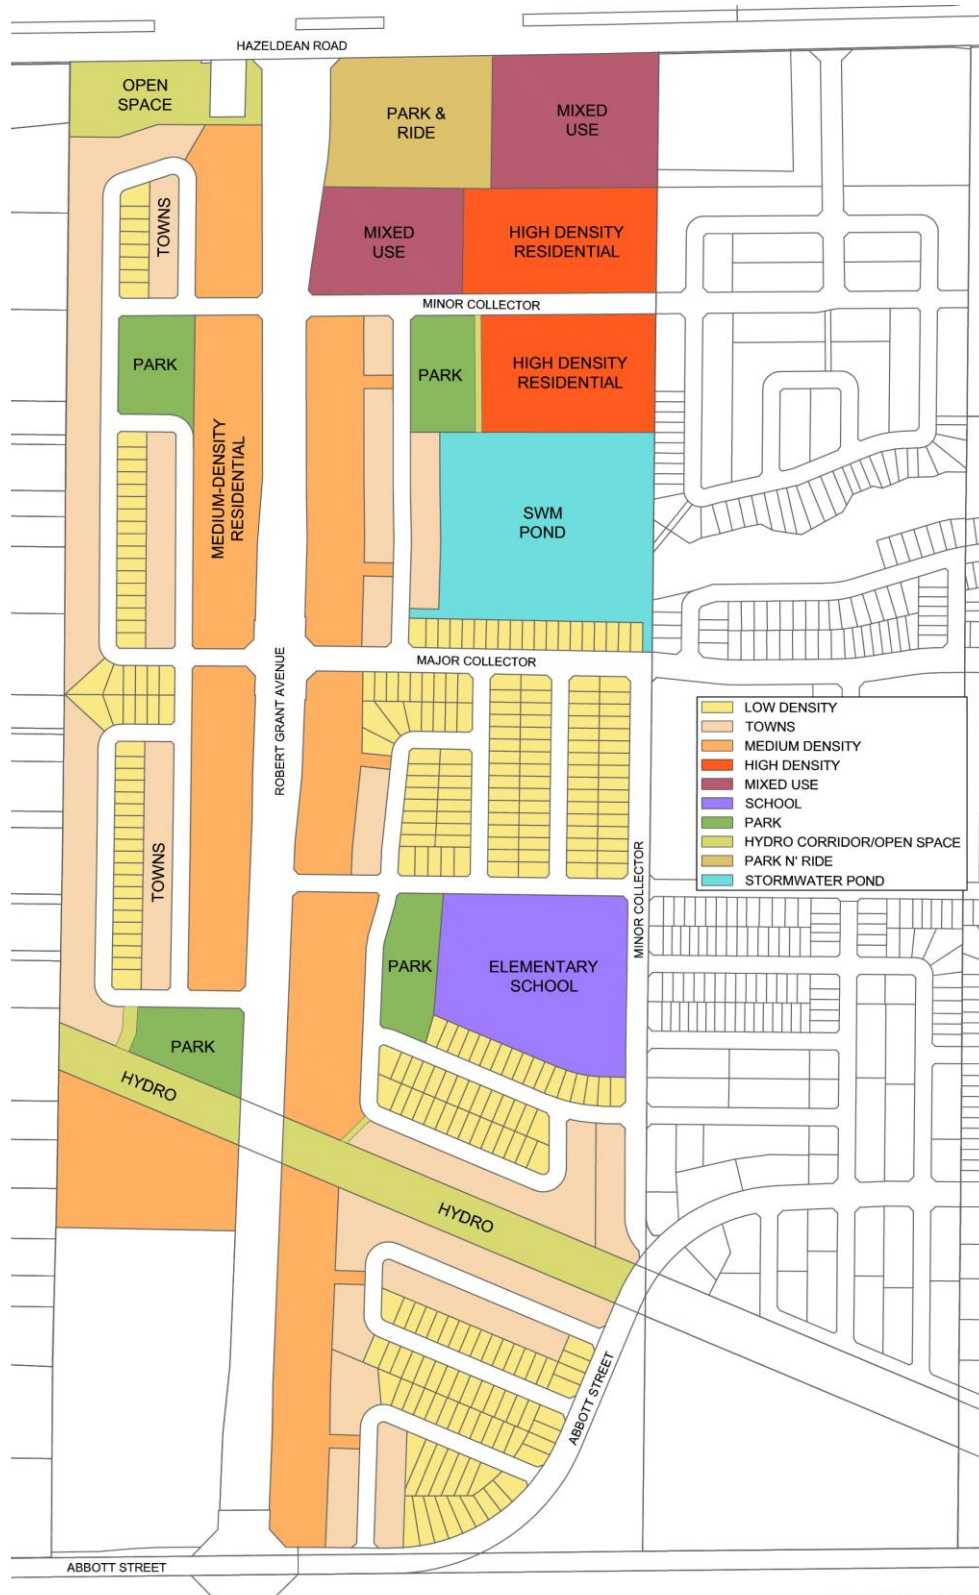 HAZELDEAN ROAD
OPEN
SPACE
PARK &
RIDE
MIXED
USE
TOWNS
MIXED
USE
HIGH DENSITY
RESIDENTIAL
MINOR COLLECTOR
PARK
PARK
HIGH DENSITY
RESIDENTIAL
MEDIUM-DENSITY
RESIDENTIAL
SWM
POND
MAJOR COLLECTOR
ROBERT GRANT AVENUE
LOW DENSITY
TOWNS
MEDIUM DENSITY
HIGH DENSITY
MIXED USE
SCHOOL
PARK
HYDRO CORRIDOR/OPEN SPACE
PARK N' RIDE
STORMWATER POND
TOWNS
MINOR COLLECTOR
PARK
ELEMENTARY
SCHOOL
PARK
HYDRO
HYDRO
ABBOTT STREET
ABBOTT STREET